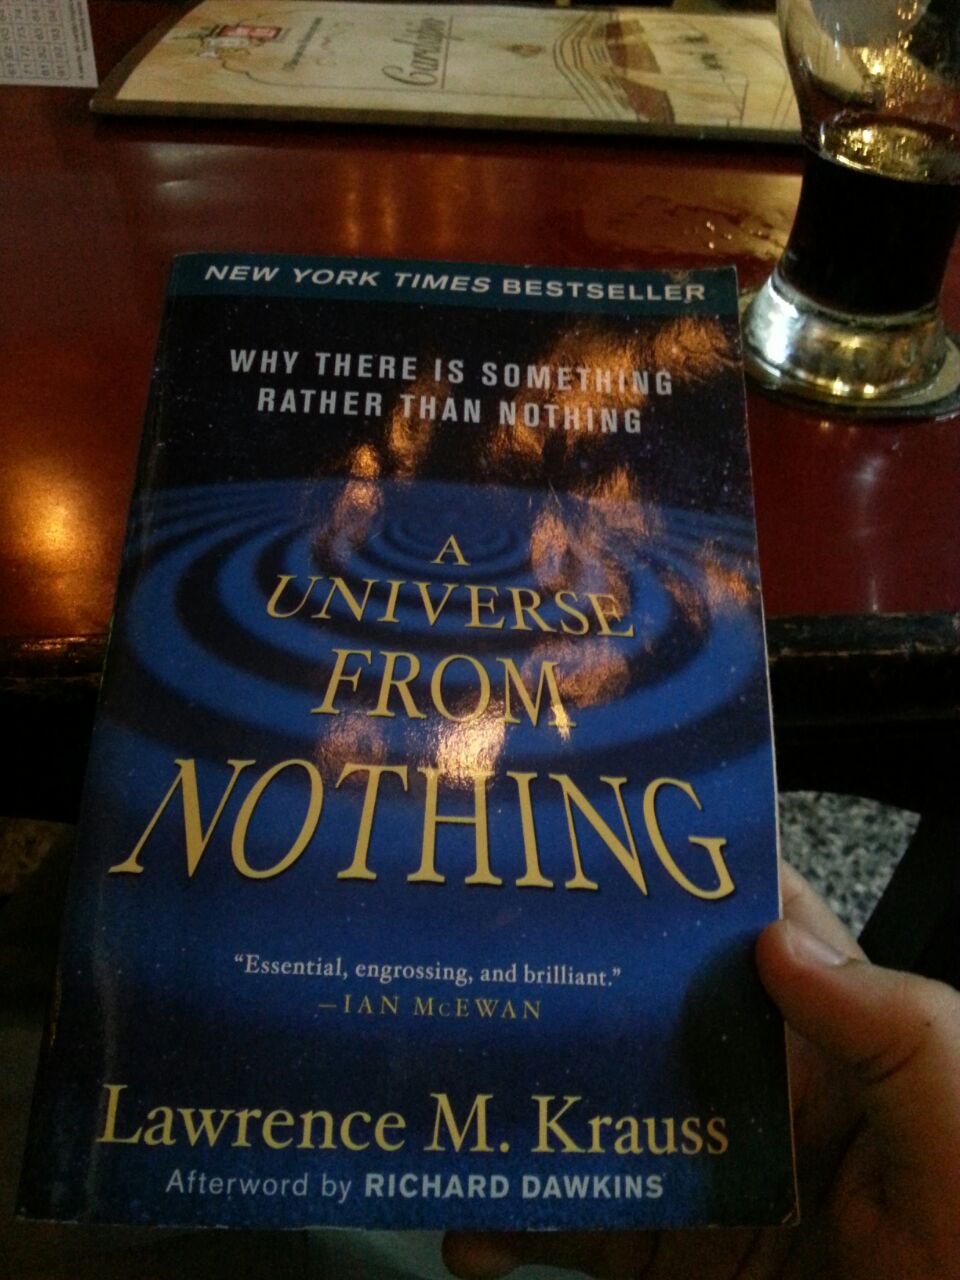 Cardápio
NEW YORK TIMES BESTSELLER
WHY THERE IS SOMETHING
RATHER THAN NOTHING
A
UNIVERSE
FROM
NOTHING
“Essential, engrossing, and brilliant.”
—IAN McEWAN
Lawrence M. Krauss
Afterword by RICHARD DAWKINS